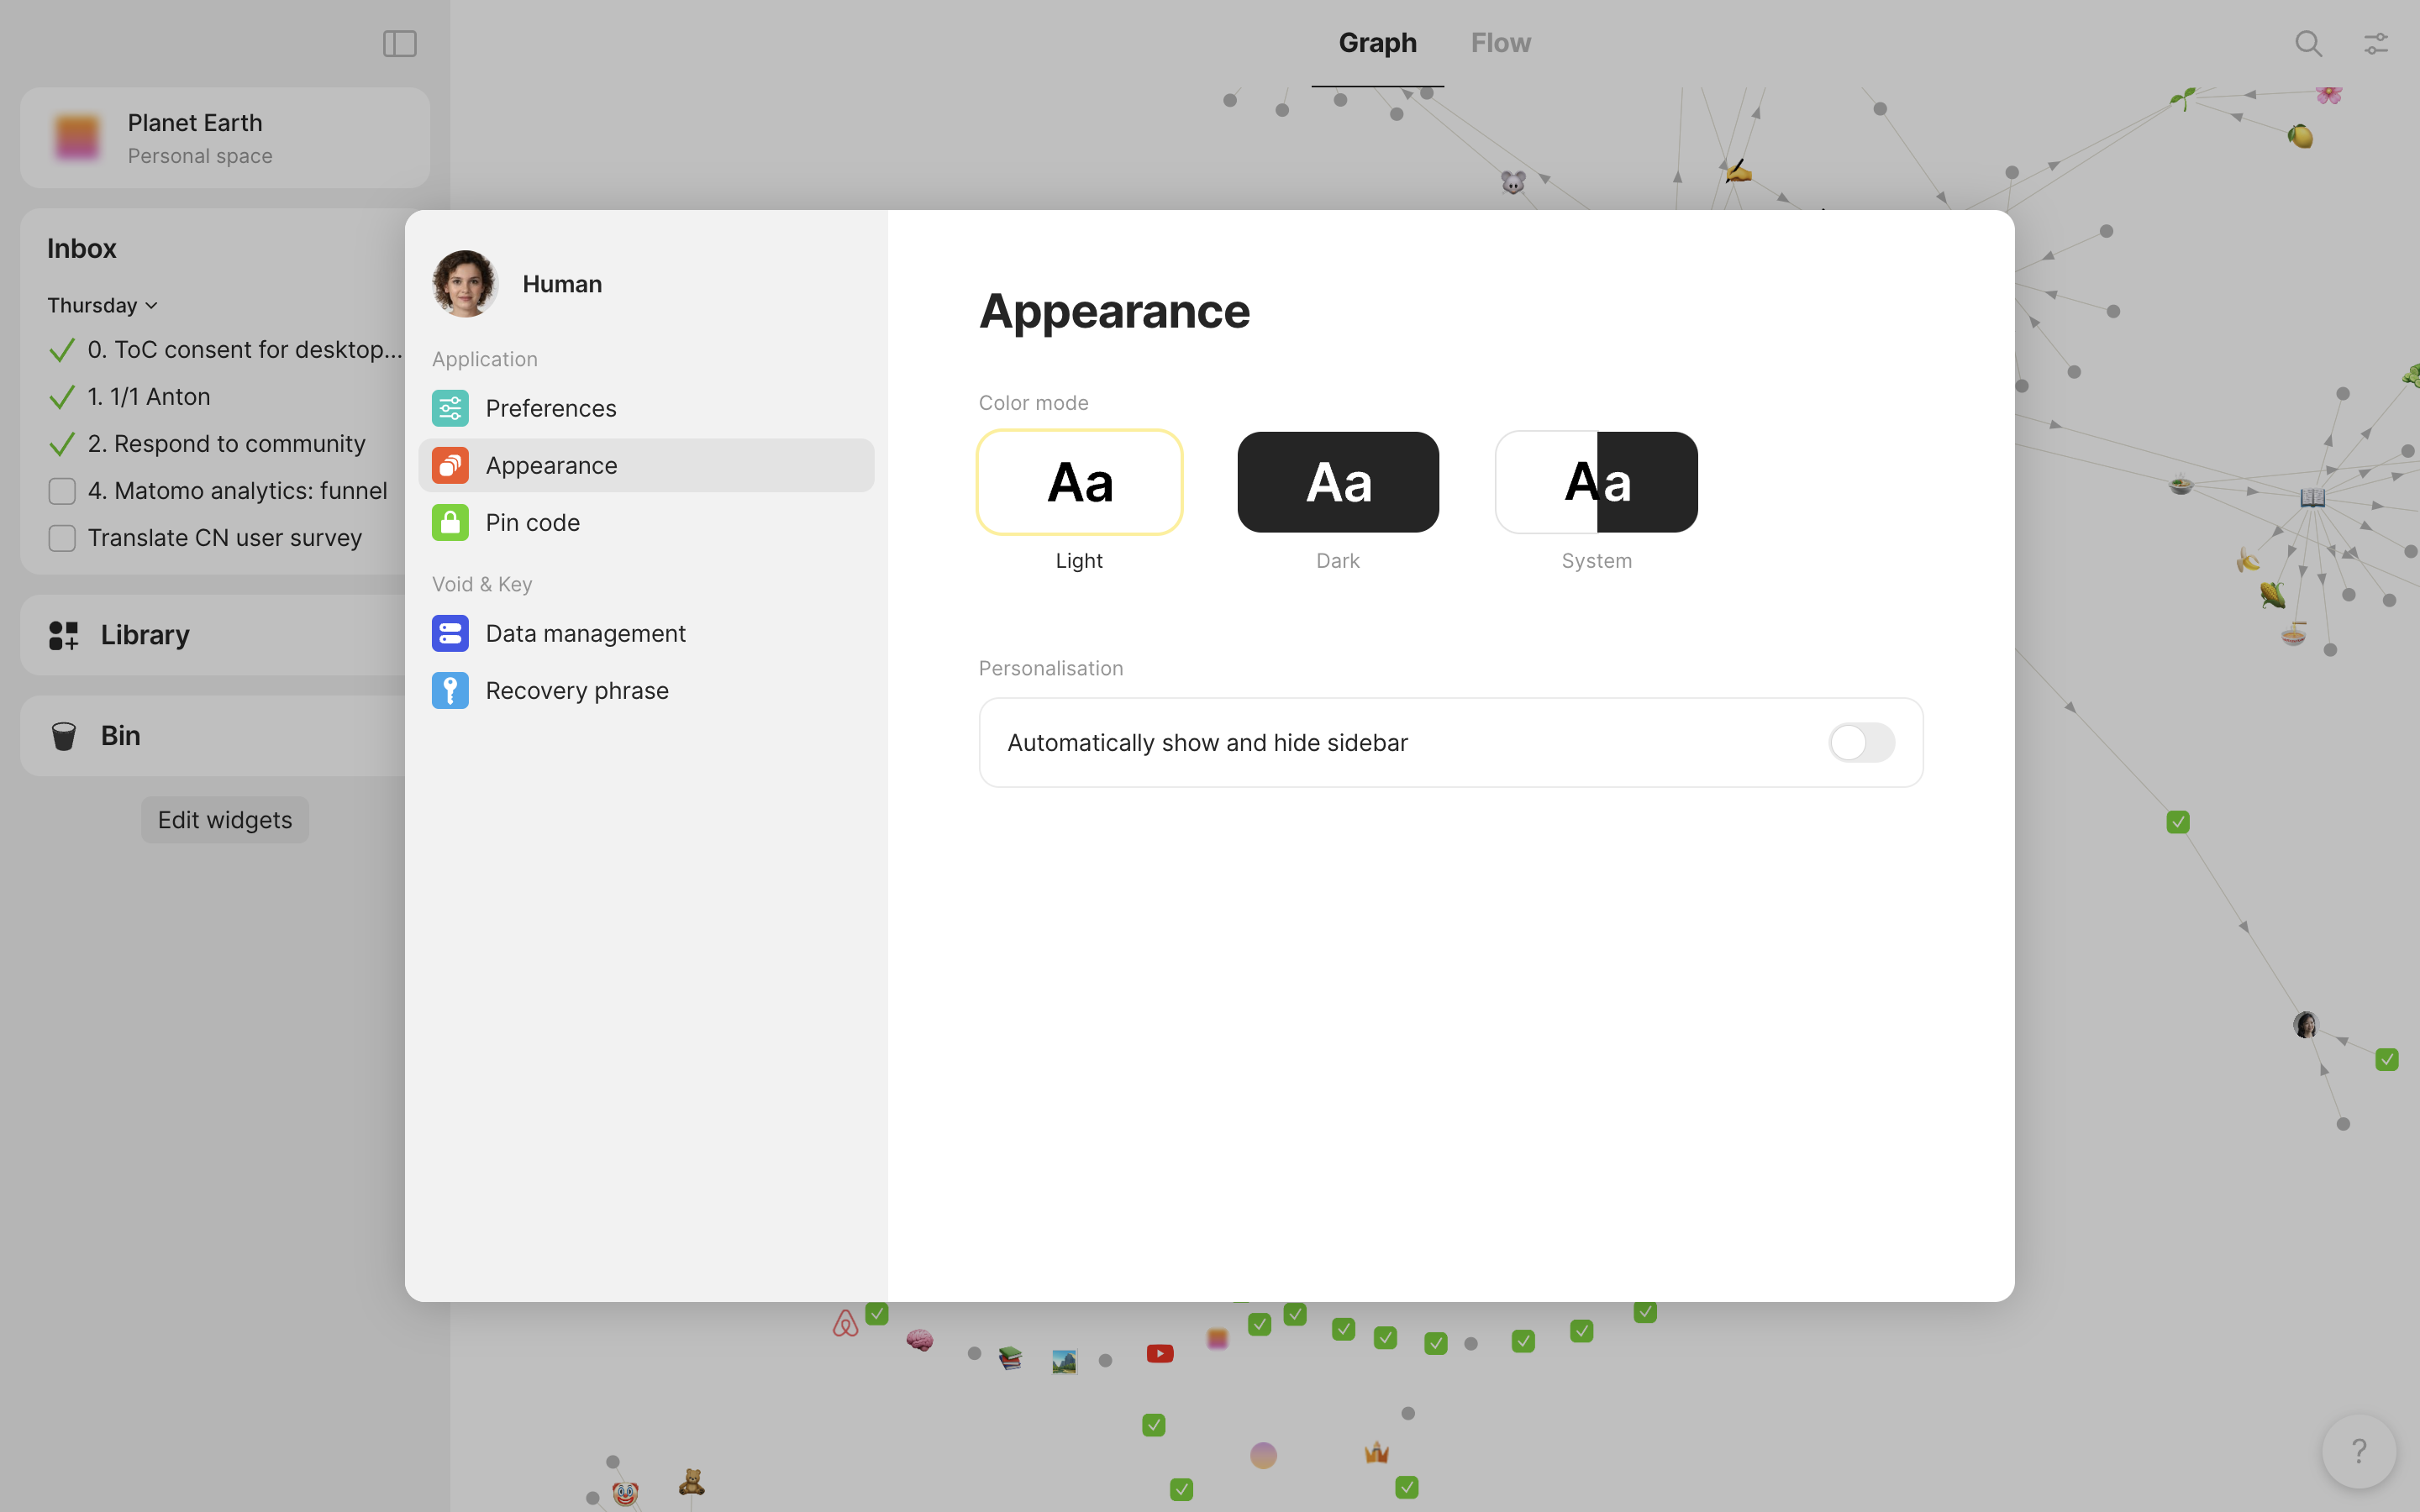 Graph
Flow
Planet Earth
Personal space
Inbox
Thursday
0. ToC consent for desktop...
1. 1/1 Anton
2. Respond to community
4. Matomo analytics: funnel
Translate CN user survey
Library
Bin
Edit widgets
Human
Application
Preferences
Appearance
Pin code
Void & Key
Data management
Recovery phrase
Appearance
Color mode
Aa
Aa
Aa
Light
Dark
System
Personalisation
Automatically show and hide sidebar
?